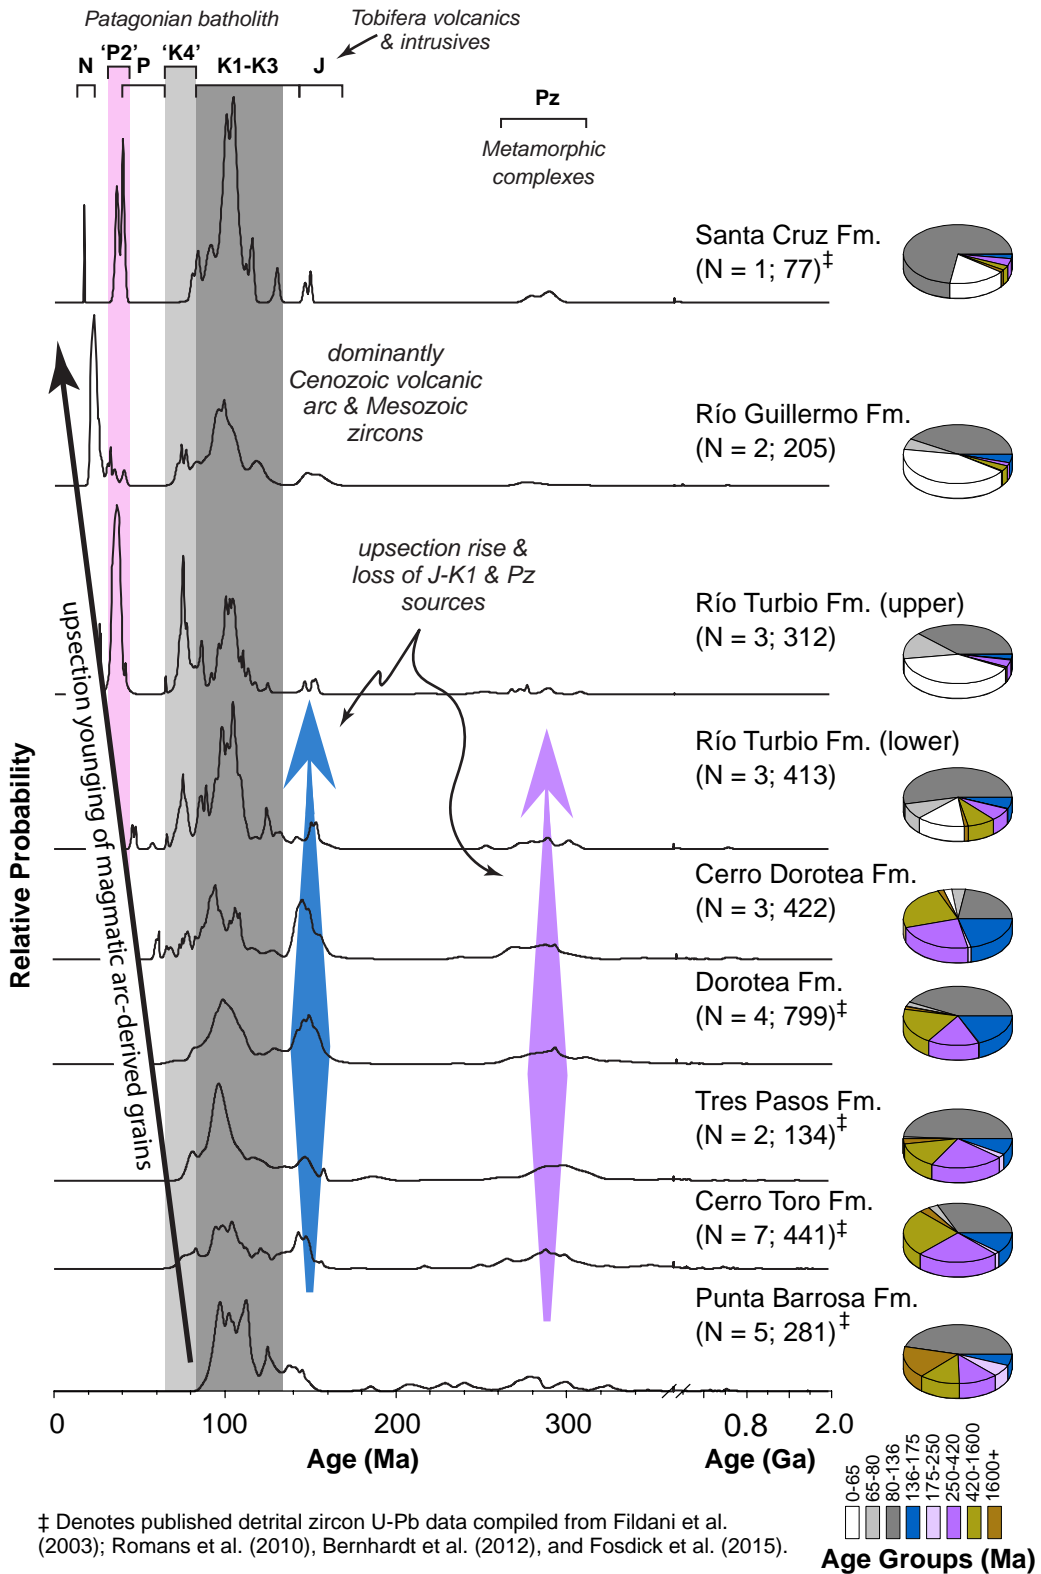 Patagonian batholith
Tobifera volcanics
& intrusives
N
'P2'
P
'K4'
K1-K3
J
Pz
Metamorphic
complexes
Santa Cruz Fm.
(N = 1; 77)‡
dominantly
Cenozoic volcanic
arc & Mesozoic
zircons
Río Guillermo Fm.
(N = 2; 205)
upsection rise &
loss of J-K1 & Pz
sources
Río Turbio Fm. (upper)
(N = 3; 312)
Río Turbio Fm. (lower)
(N = 3; 413)
Cerro Dorotea Fm.
(N = 3; 422)
Dorotea Fm.
(N = 4; 799)‡
Tres Pasos Fm.
(N = 2; 134)‡
Cerro Toro Fm.
(N = 7; 441)‡
Punta Barrosa Fm.
(N = 5; 281)‡
upsection younging of magmatic arc-derived grains
Relative Probability
0 100 200 300 0.8 2.0
Age (Ma) Age (Ga)
0-65
65-80
80-136
136-175
175-250
250-420
420-1600
1600+
Age Groups (Ma)
‡ Denotes published detrital zircon U-Pb data compiled from Fildani et al.
(2003); Romans et al. (2010), Bernhardt et al. (2012), and Fosdick et al. (2015).